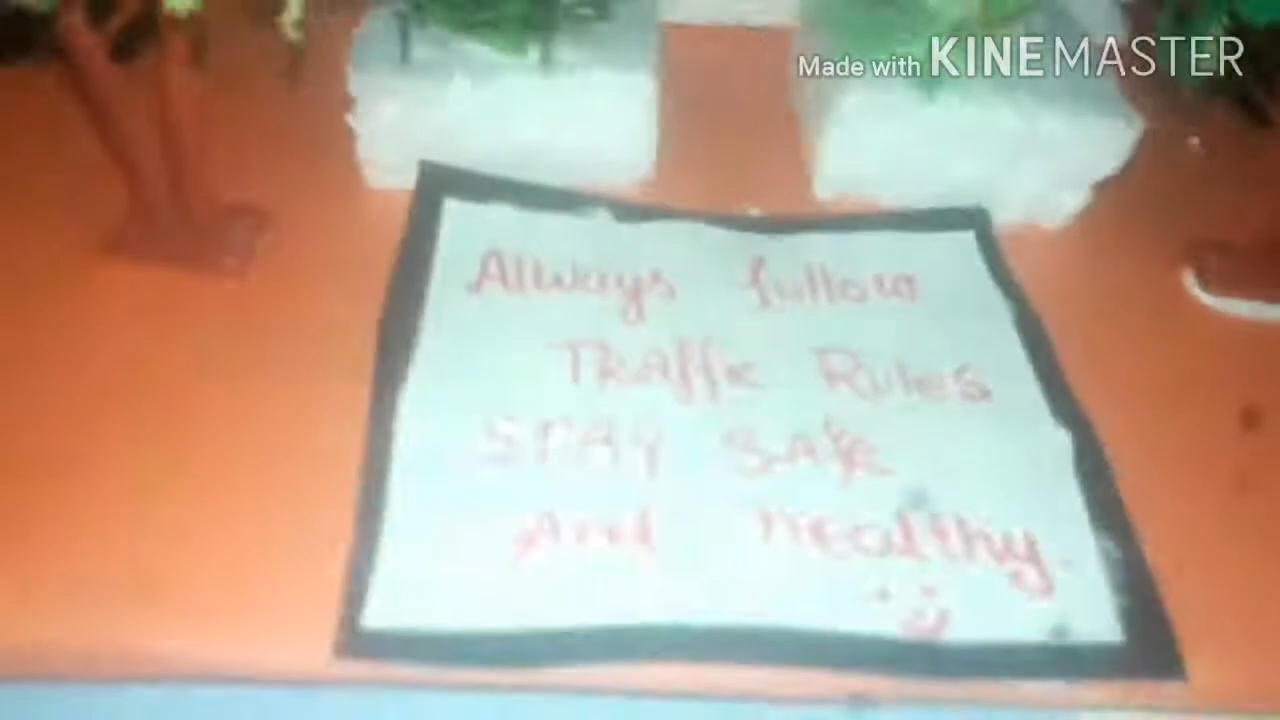 Made with KINEMASTER
Always follow
Traffic Rules
STAY Safe
And Healthy.